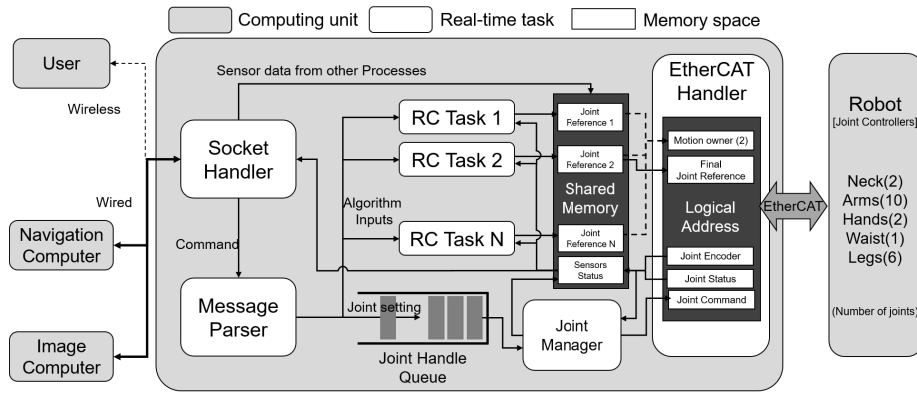 Computing unit
Real-time task
Memory space
User
Wireless
Wired
Navigation
Computer
Image
Computer
Sensor data from other Processes
Socket
Handler
Command
Message
Parser
RC Task 1
RC Task 2
Algorithm
Inputs
RC Task N
Joint setting
Joint Handle
Queue
Joint
Reference 1
Joint
Reference 2
Shared
Memory
Joint
Reference N
Sensors
Status
Joint
Manager
EtherCAT
Handler
Motion owner (2)
Final
Joint Reference
Logical
Address
Joint Encoder
Joint Status
Joint Command
EtherCAT
Robot
[Joint Controllers]
Neck(2)
Arms(10)
Hands(2)
Waist(1)
Legs(6)
(Number of joints)